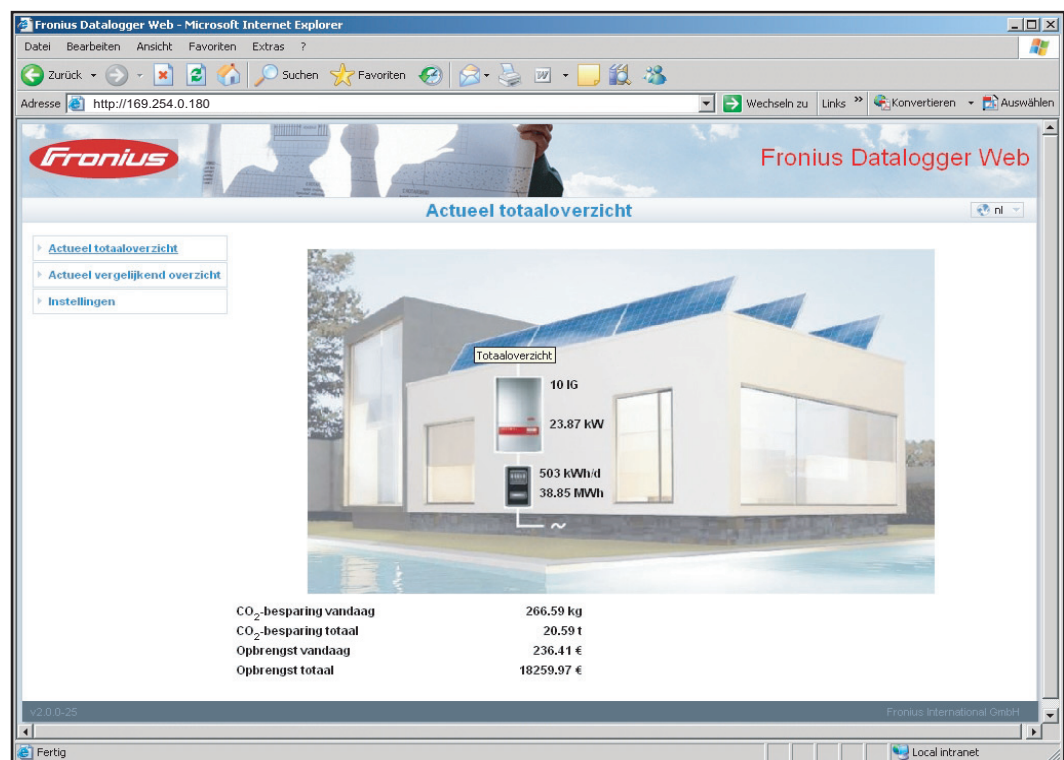 Fronius Datalogger Web - Microsoft Internet Explorer
Datei Bearbeiten Ansicht Favoriten Extras ?
Zurück Suchen Favoriten
Adresse http://169.254.0.180 Wechseln zu Links » Konvertieren Auswählen
Fronius Fronius Datalogger Web
Actueel totaaloverzicht nl
Actueel totaaloverzicht
Actueel vergelijkend overzicht
Instellingen
Totaaloverzicht
10 IG
23.87 kW
503 kWh/d
38.85 MWh
~
CO₂-besparing vandaag 266.59 kg
CO₂-besparing totaal 20.59 t
Opbrengst vandaag 236.41 €
Opbrengst totaal 18259.97 €
v2.0.0-25 Fronius International GmbH
Fertig Local intranet